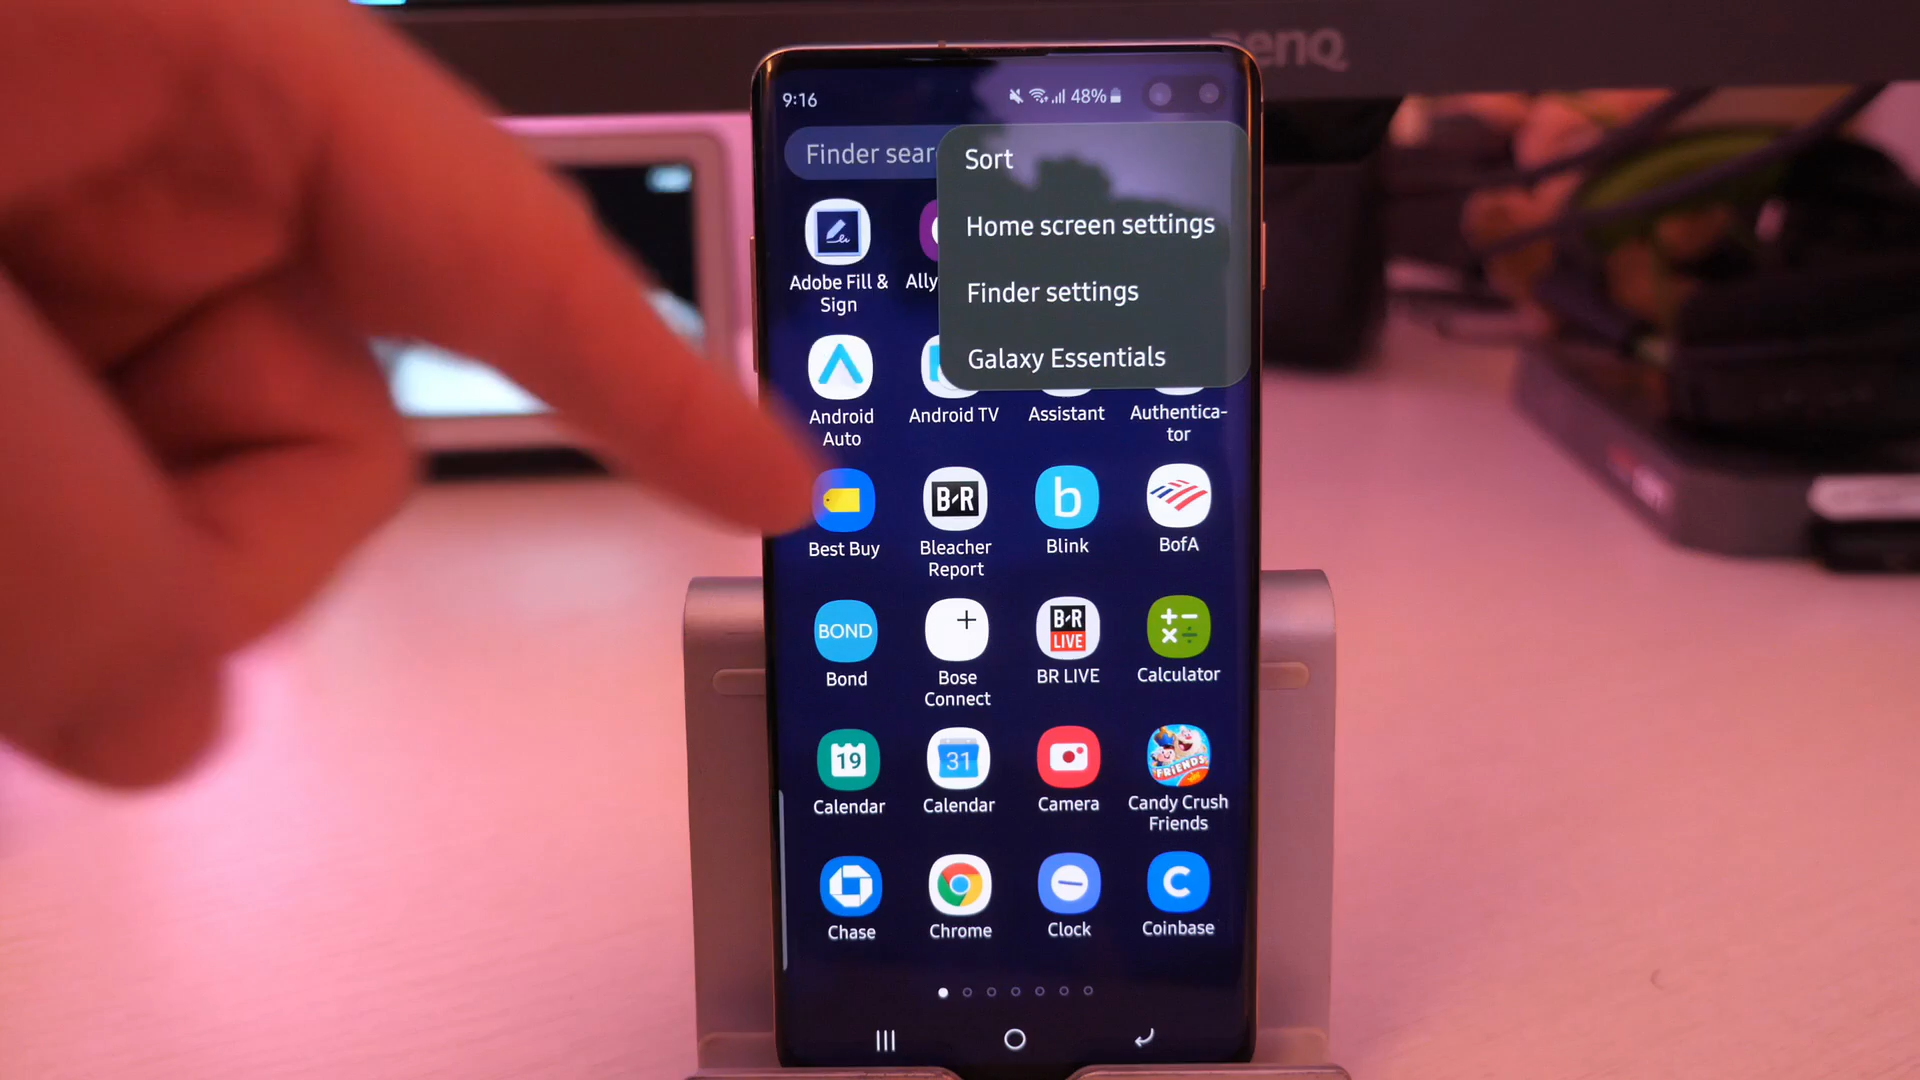 BenQ
9:16
48%
Finder sear
Sort
Home screen settings
Finder settings
Galaxy Essentials
Adobe Fill &
Sign
Ally
Android
Auto
Android TV
Assistant
Authentica-
tor
Best Buy
B·R
Bleacher
Report
b
Blink
BofA
BOND
Bond
Bose
Connect
B·R
LIVE
BR LIVE
Calculator
19
Calendar
31
Calendar
Camera
FRIENDS
Candy Crush
Friends
Chase
Chrome
Clock
C
Coinbase